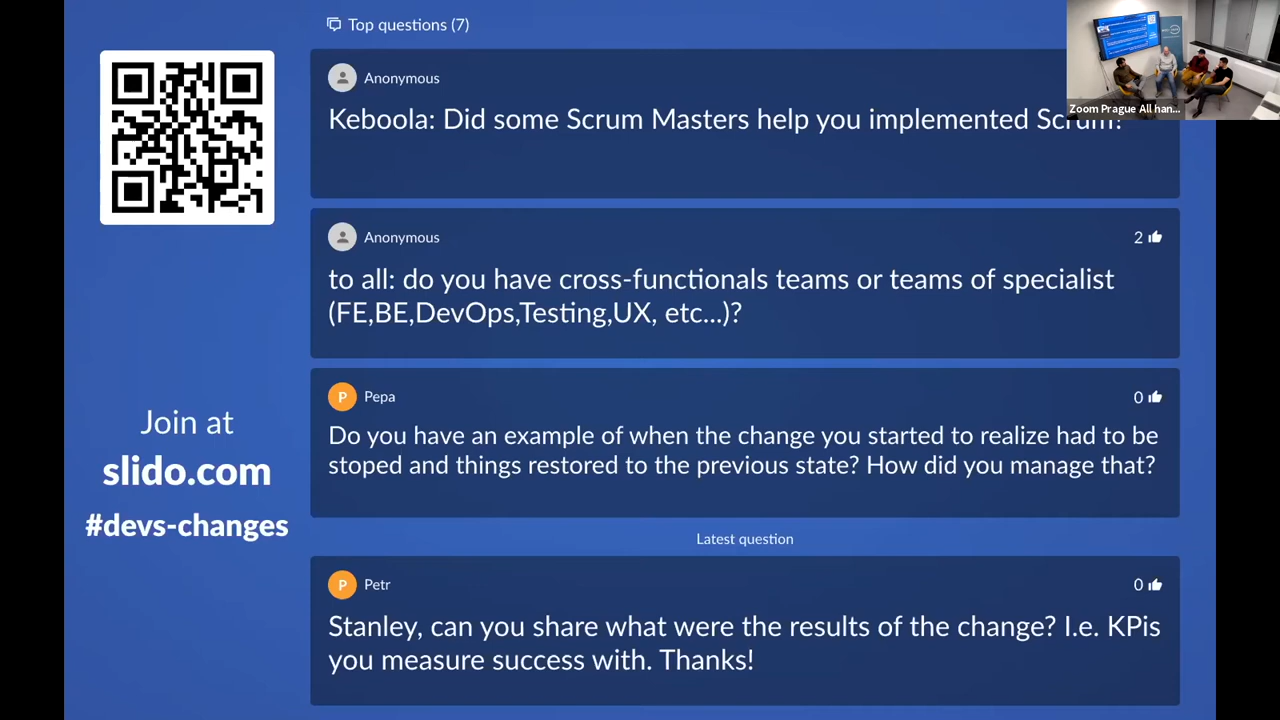 Top questions (7)
Anonymous
Keboola: Did some Scrum Masters help you implemented Scrum?
Zoom Prague All han...
Anonymous
2
to all: do you have cross-functionals teams or teams of specialist
(FE,BE,DevOps,Testing,UX, etc...)?
P Pepa
0
Do you have an example of when the change you started to realize had to be
stoped and things restored to the previous state? How did you manage that?
Join at
slido.com
#devs-changes
Latest question
P Petr
0
Stanley, can you share what were the results of the change? I.e. KPis
you measure success with. Thanks!